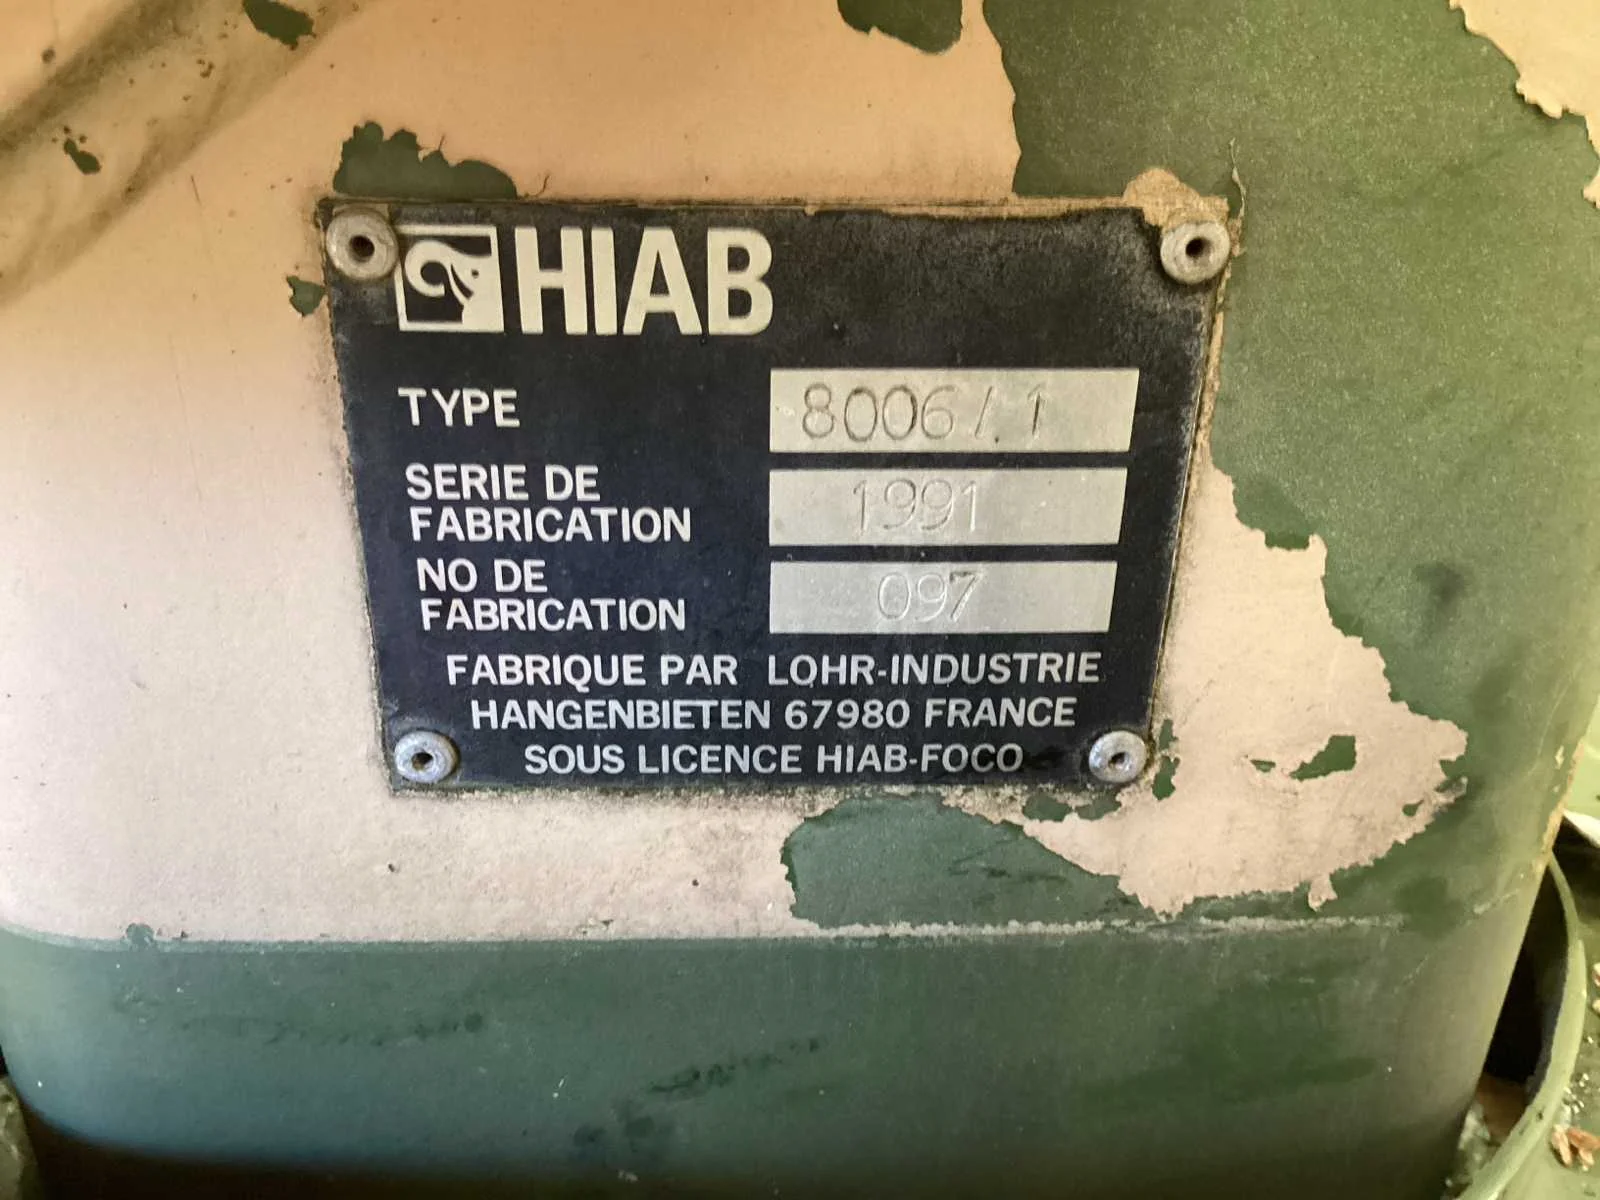 HIAB
TYPE 8006/1
SERIE DE
FABRICATION 1991
NO DE
FABRICATION 097
FABRIQUE PAR LOHR-INDUSTRIE
HANGENBIETEN 67980 FRANCE
SOUS LICENCE HIAB-FOCO